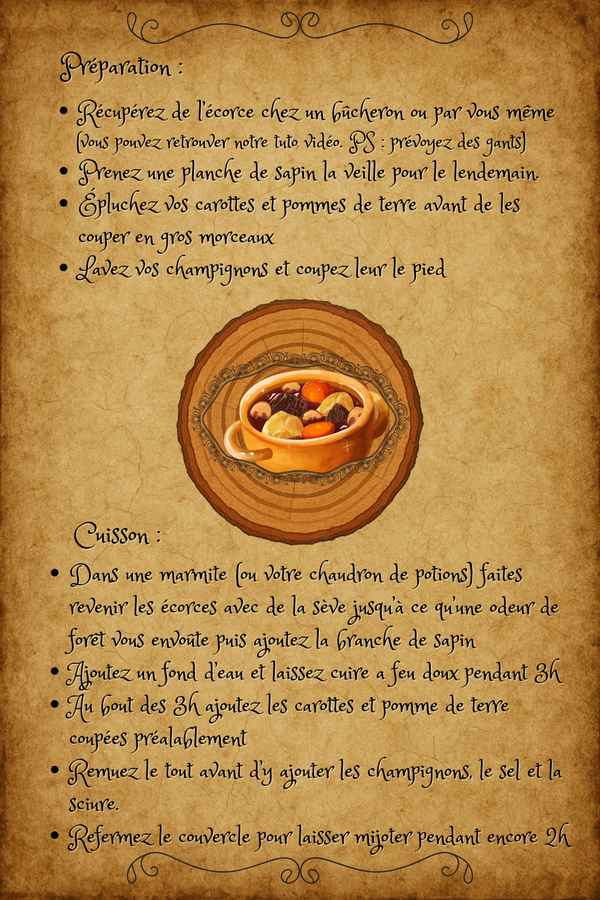 Préparation :
• Récupérez de l'écorce chez un bûcheron ou par vous même
(vous pouvez retrouver notre tuto vidéo. PS : prévoyez des gants)
• Prenez une planche de sapin la veille pour le lendemain.
• Épluchez vos carottes et pommes de terre avant de les
couper en gros morceaux
• Lavez vos champignons et coupez leur le pied
Cuisson :
• Dans une marmite (ou votre chaudron de potions) faites
revenir les écorces avec de la sève jusqu'à ce qu'une odeur de
forêt vous envoûte puis ajoutez la branche de sapin
• Ajoutez un fond d'eau et laissez cuire a feu doux pendant 3h
• Au bout des 3h ajoutez les carottes et pomme de terre
coupées préalablement
• Remuez le tout avant d'y ajouter les champignons, le sel et la
sciure.
• Refermez le couvercle pour laisser mijoter pendant encore 2h